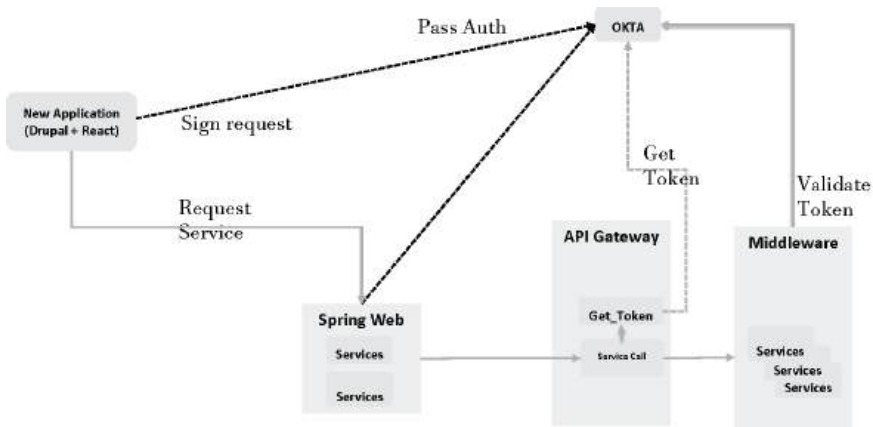 Pass Auth
OKTA
New Application
(Drupal + React)
Sign request
Get
Token
Validate
Token
Request
Service
API Gateway
Middleware
Spring Web
Get_Token
Services
Service Call
Services
Services
Services
Services